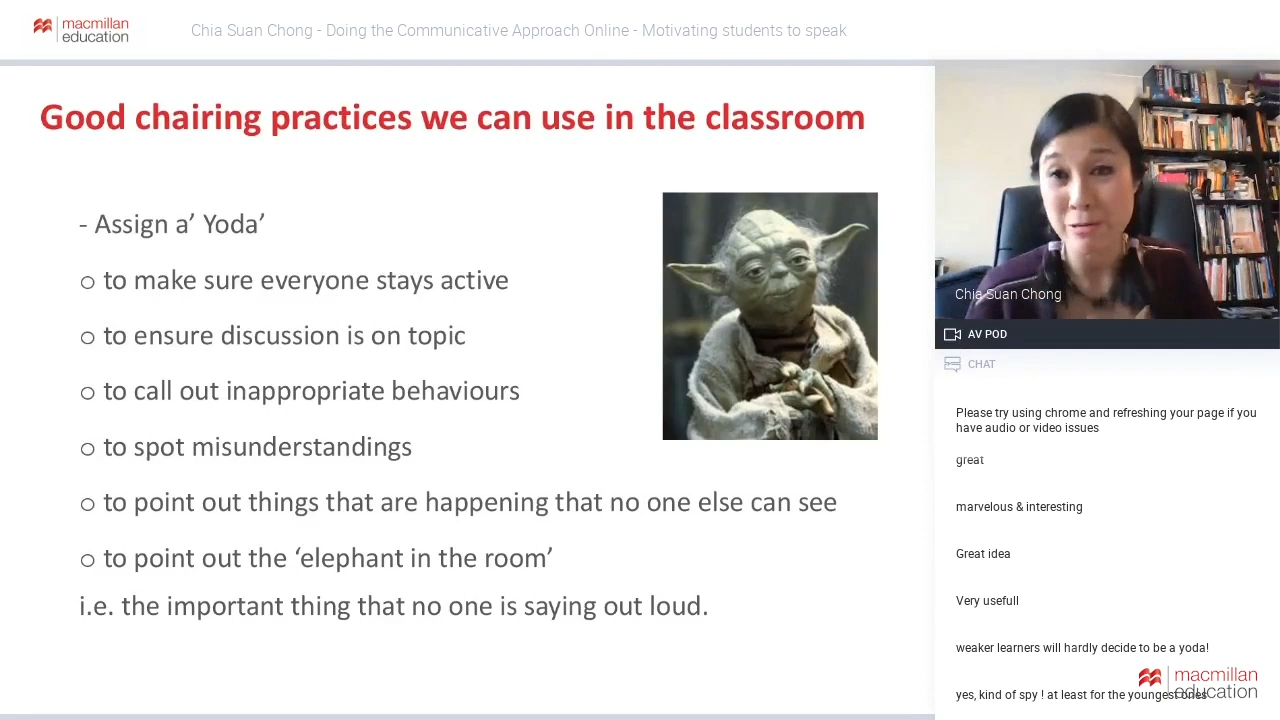 macmillan
education
Chia Suan Chong - Doing the Communicative Approach Online - Motivating students to speak
Good chairing practices we can use in the classroom
- Assign a’ Yoda’
o to make sure everyone stays active
o to ensure discussion is on topic
o to call out inappropriate behaviours
o to spot misunderstandings
o to point out things that are happening that no one else can see
o to point out the ‘elephant in the room’
i.e. the important thing that no one is saying out loud.
Chia Suan Chong
AV POD
CHAT
Please try using chrome and refreshing your page if you
have audio or video issues
great
marvelous & interesting
Great idea
Very usefull
weaker learners will hardly decide to be a yoda!
yes, kind of spy ! at least for the youngest ones
macmillan
education